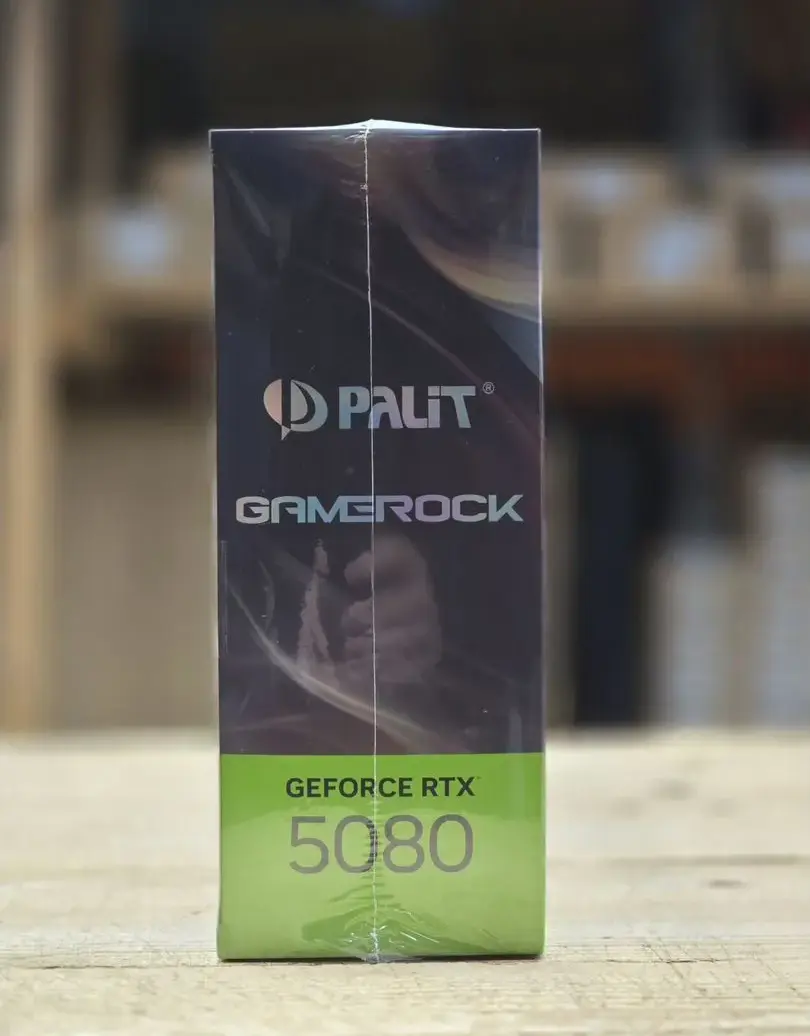 PALiT®
GAMEROCK
GEFORCE RTX™
5080